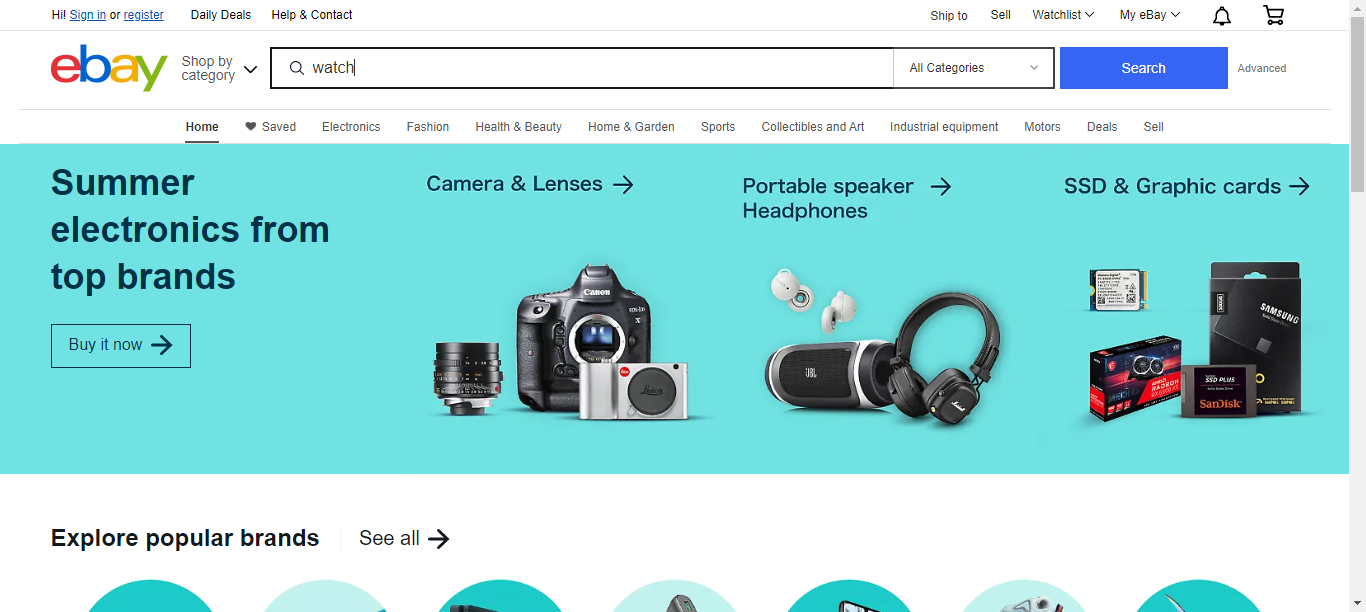 Hi! Sign in or register Daily Deals Help & Contact Ship to Sell Watchlist My eBay
ebay
Shop by
category
watch
All Categories
Search
Advanced
Home Saved Electronics Fashion Health & Beauty Home & Garden Sports Collectibles and Art Industrial equipment Motors Deals Sell
Summer
electronics from
top brands
Buy it now
Camera & Lenses
Portable speaker
Headphones
SSD & Graphic cards
Canon
Leica
JBL
Marshall
SAMSUNG
AMD
RADEON
SSD PLUS
SanDisk
Explore popular brands See all